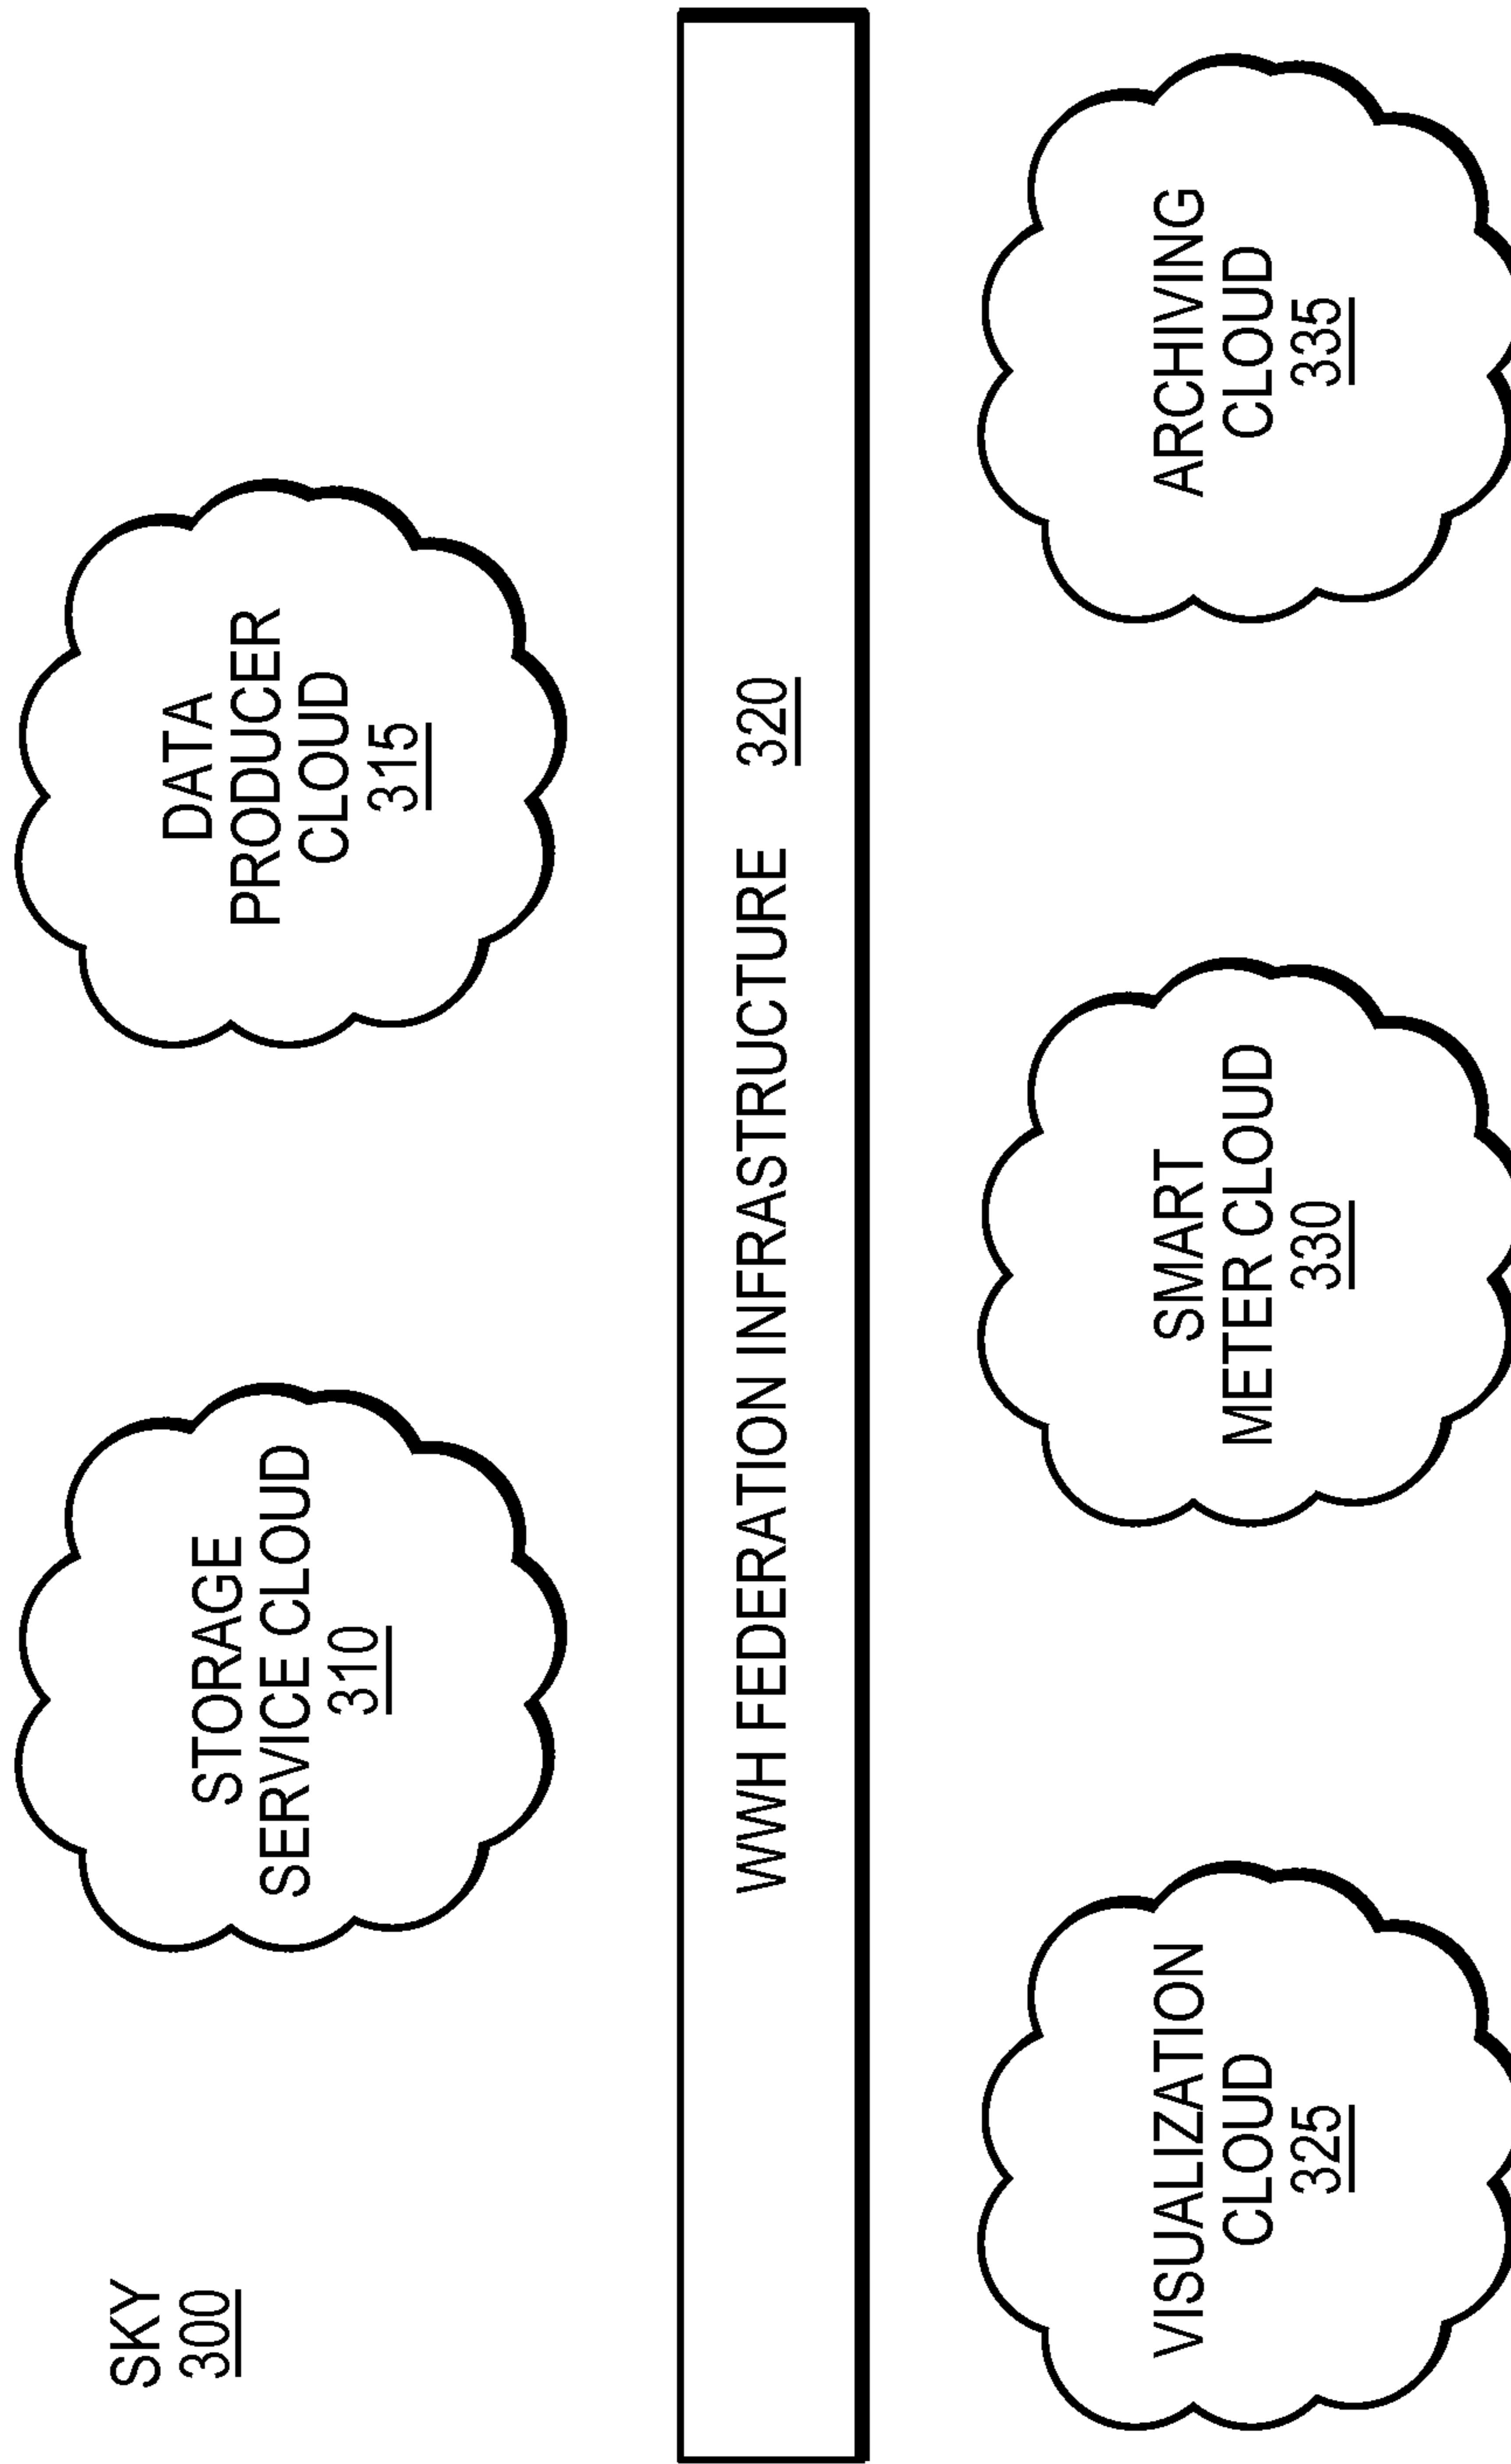 SKY
300
STORAGE
SERVICE CLOUD
310
DATA
PRODUCER
CLOUD
315
WWH FEDERATION INFRASTRUCTURE 320
VISUALIZATION
CLOUD
325
SMART
METER CLOUD
330
ARCHIVING
CLOUD
335